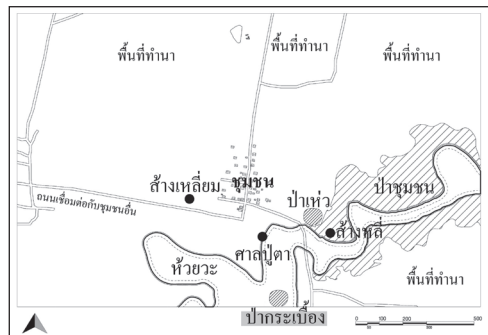 พื้นที่ทำนา
พื้นที่ทำนา
พื้นที่ทำนา
ส้างเหลี่ยม
ชุมชน
ป่าชุมชน
ป่าเห่ว
ถนนเชื่อมต่อกับชุมชนอื่น
ส้างหลี่
ศาลปู่ตา
ห้วยวะ
พื้นที่ทำนา
ป่ากระเบื้อง
0
100
200